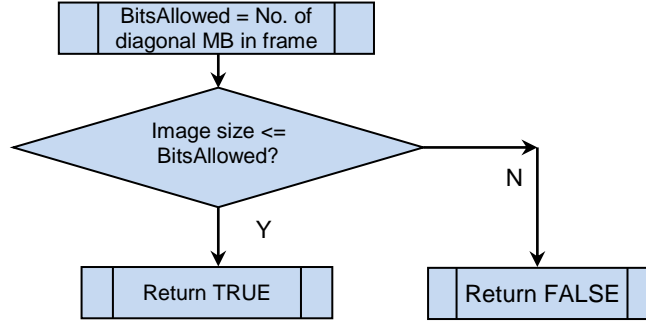 BitsAllowed = No. of
diagonal MB in frame
Image size <=
BitsAllowed?
N
Y
Return TRUE
Return FALSE